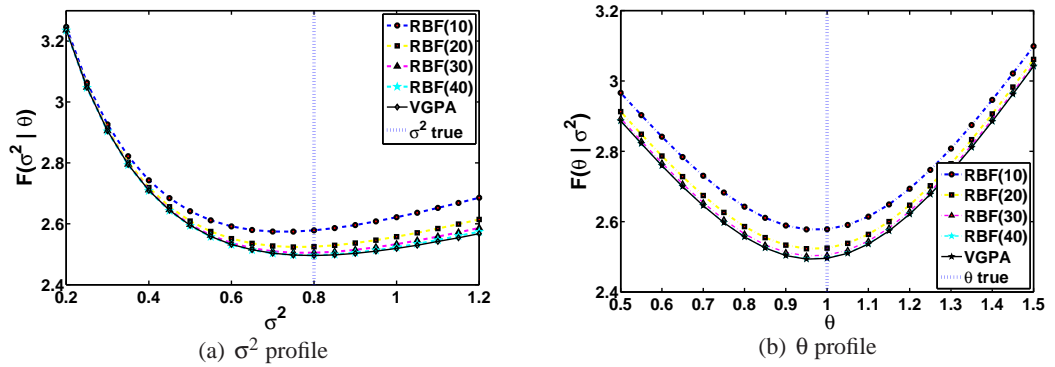 3.2
3
2.8
2.6
2.4
F(σ² | θ)
0.2 0.4 0.6 0.8 1 1.2
σ²
RBF(10)
RBF(20)
RBF(30)
RBF(40)
VGPA
σ² true
(a) σ² profile
3.2
3
2.8
2.6
2.4
F(θ | σ²)
0.5 0.6 0.7 0.8 0.9 1 1.1 1.2 1.3 1.4 1.5
θ
RBF(10)
RBF(20)
RBF(30)
RBF(40)
VGPA
θ true
(b) θ profile